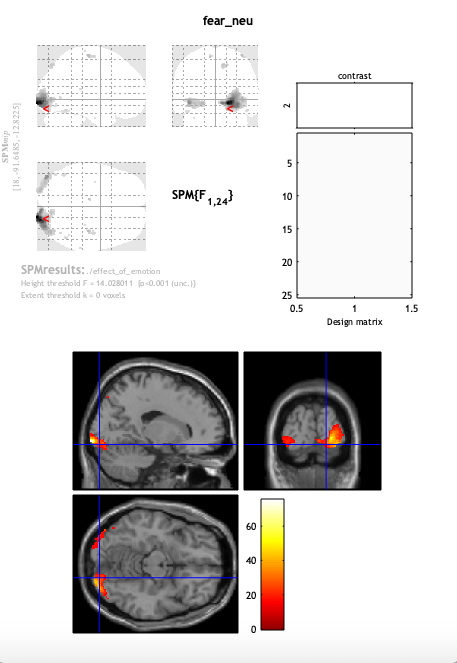 fear_neu
contrast
2
SPMmip
[18, -91.6485, -12.8225]
<
<
<
SPM{F1,24}
5
10
15
20
25
0.5 1 1.5
Design matrix
SPMresults: ./effect_of_emotion
Height threshold F = 14.028011 {p<0.001 (unc.)}
Extent threshold k = 0 voxels
60
40
20
0